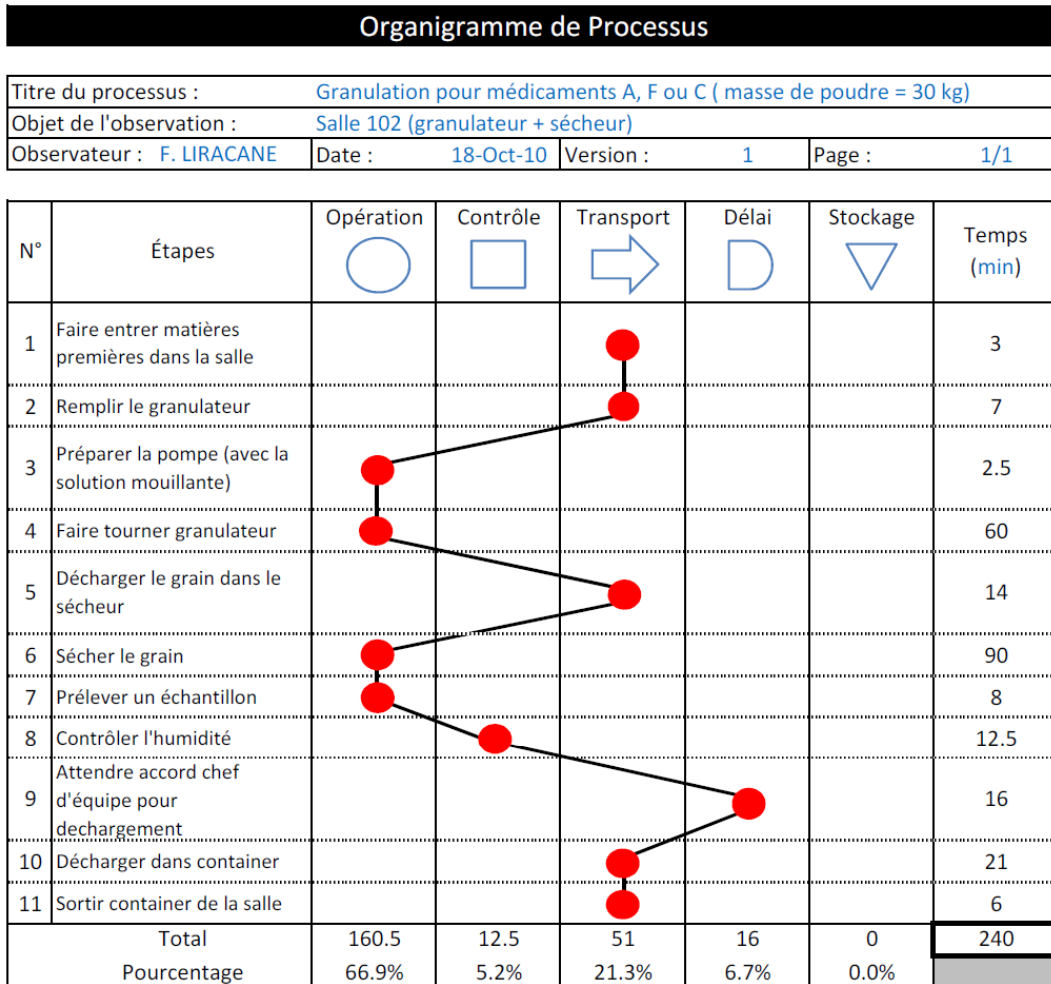 Organigramme de Processus
Titre du processus : Granulation pour médicaments A, F ou C ( masse de poudre = 30 kg)
Objet de l'observation : Salle 102 (granulateur + sécheur)
Observateur : F. LIRACANE Date : 18-Oct-10 Version : 1 Page : 1/1
N° Étapes Opération Contrôle Transport Délai Stockage Temps
(min)
1 Faire entrer matières
premières dans la salle 3
2 Remplir le granulateur 7
3 Préparer la pompe (avec la
solution mouillante) 2.5
4 Faire tourner granulateur 60
5 Décharger le grain dans le
sécheur 14
6 Sécher le grain 90
7 Prélever un échantillon 8
8 Contrôler l'humidité 12.5
9 Attendre accord chef
d'équipe pour
dechargement 16
10 Décharger dans container 21
11 Sortir container de la salle 6
Total 160.5 12.5 51 16 0 240
Pourcentage 66.9% 5.2% 21.3% 6.7% 0.0%